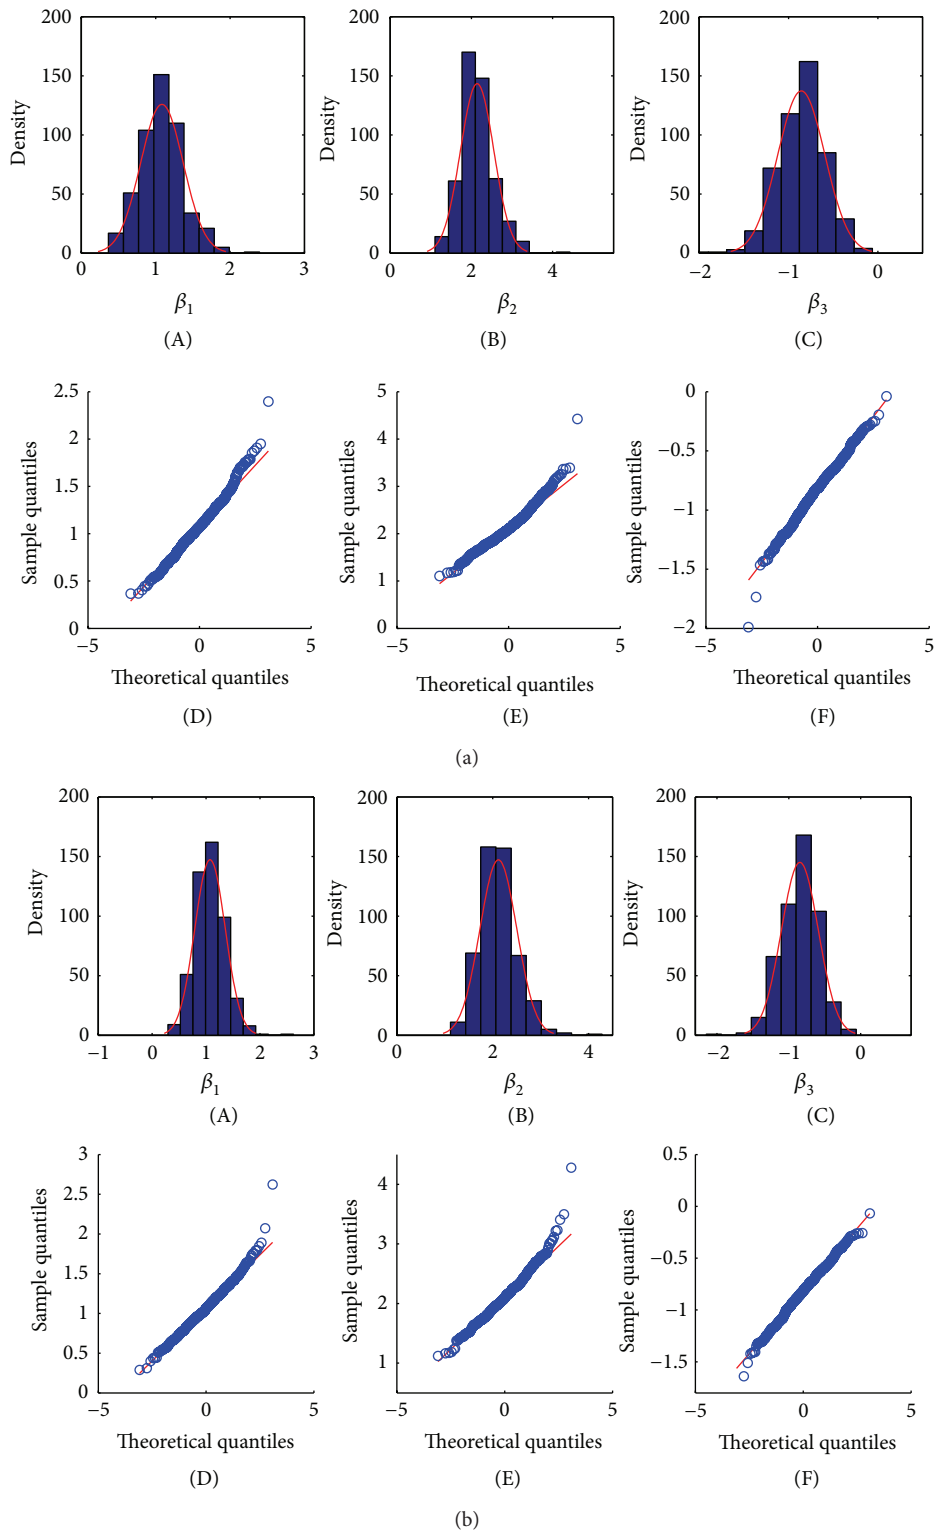 200
150
100
50
0
Density
0 1 2 3
β1
(A)
200
150
100
50
0
Density
0 2 4
β2
(B)
200
150
100
50
0
Density
−2 −1 0
β3
(C)
2.5
2
1.5
1
0.5
0
Sample quantiles
−5 0 5
Theoretical quantiles
(D)
5
4
3
2
1
0
Sample quantiles
−5 0 5
Theoretical quantiles
(E)
0
−0.5
−1
−1.5
−2
Sample quantiles
−5 0 5
Theoretical quantiles
(F)
(a)
200
150
100
50
0
Density
−1 0 1 2 3
β1
(A)
200
150
100
50
0
Density
0 2 4
β2
(B)
200
150
100
50
0
Density
−2 −1 0
β3
(C)
3
2.5
2
1.5
1
0.5
0
Sample quantiles
−5 0 5
Theoretical quantiles
(D)
4
3
2
1
Sample quantiles
−5 0 5
Theoretical quantiles
(E)
0.5
0
−0.5
−1
−1.5
Sample quantiles
−5 0 5
Theoretical quantiles
(F)
(b)